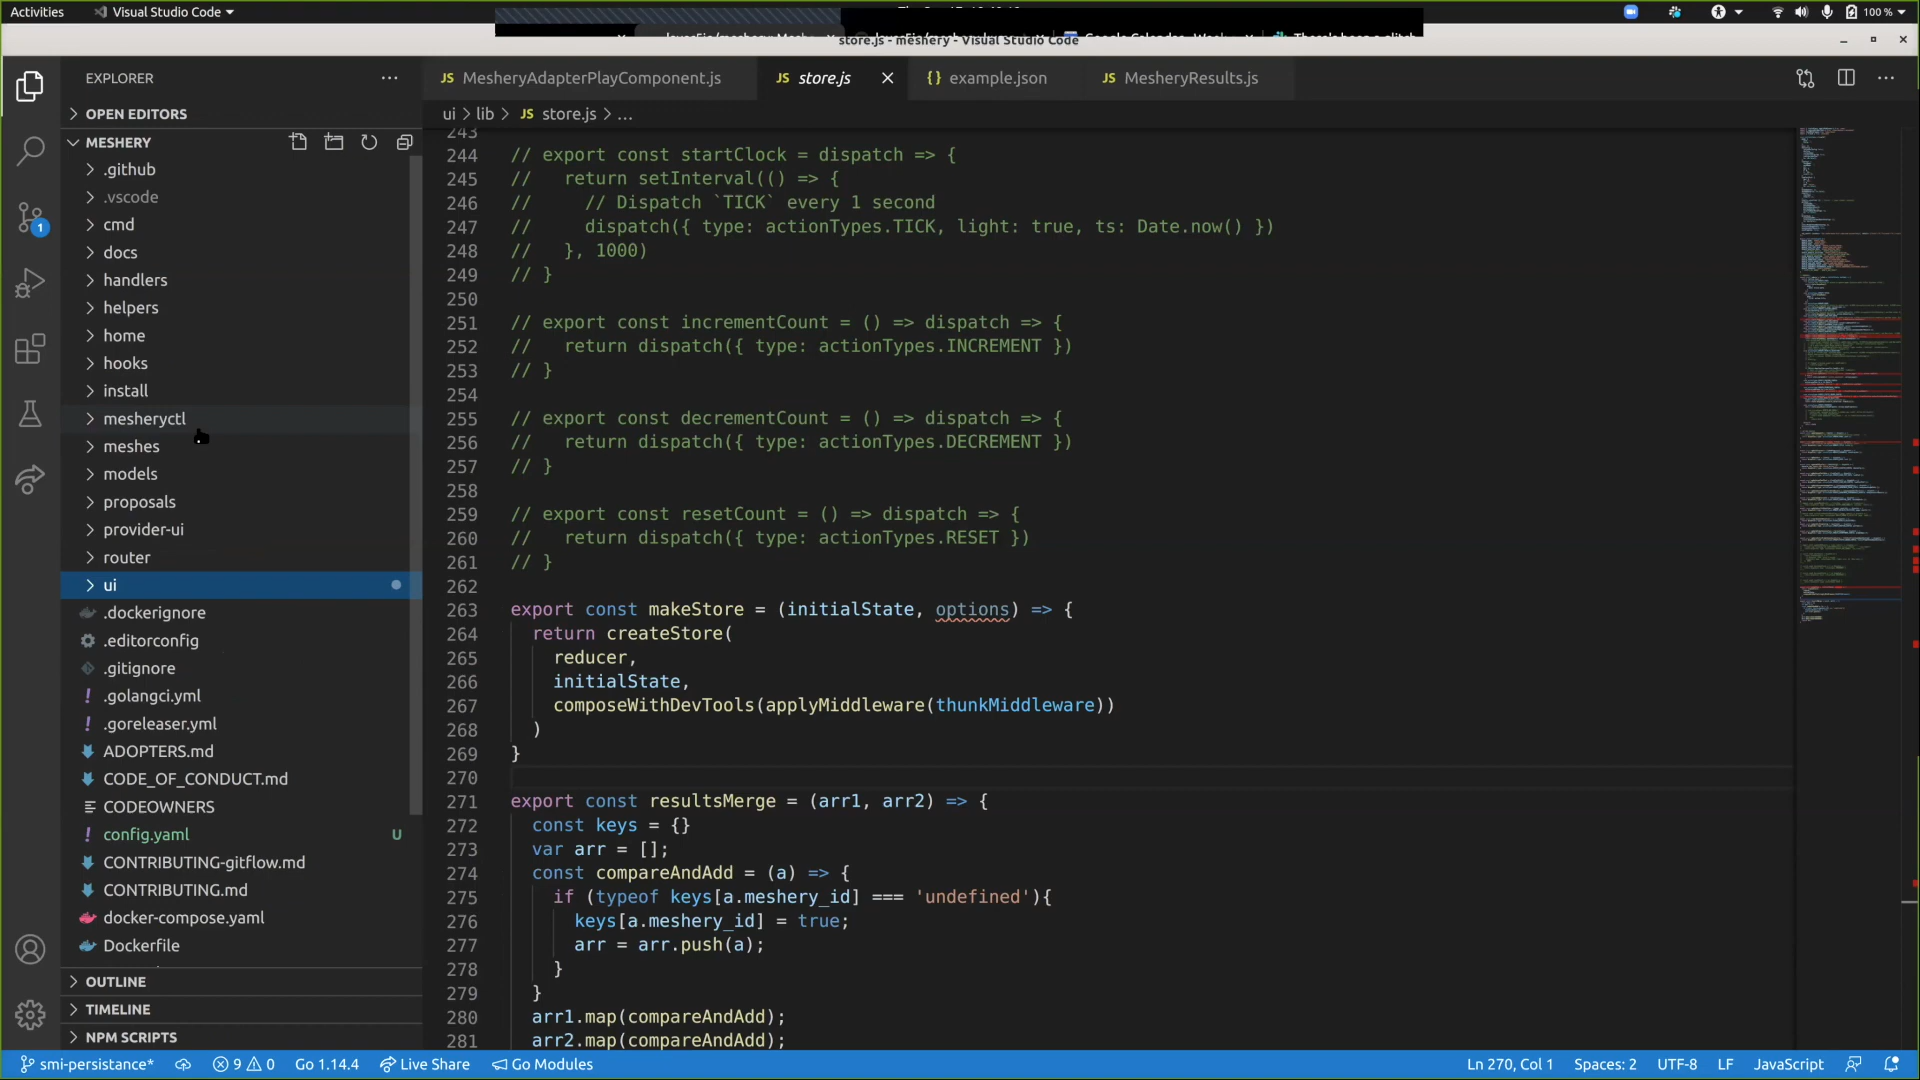 Activities Visual Studio Code 100 %
store.js - meshery - Visual Studio Code
EXPLORER
MesheryAdapterPlayComponent.js store.js example.json MesheryResults.js
OPEN EDITORS
ui > lib > JS store.js > ...
MESHERY
.github
.vscode
cmd
docs
handlers
helpers
home
hooks
install
mesheryctl
meshes
models
proposals
provider-ui
router
ui
.dockerignore
.editorconfig
.gitignore
.golangci.yml
.goreleaser.yml
ADOPTERS.md
CODE_OF_CONDUCT.md
CODEOWNERS
config.yaml U
CONTRIBUTING-gitflow.md
CONTRIBUTING.md
docker-compose.yaml
Dockerfile
OUTLINE
TIMELINE
NPM SCRIPTS
243
244 // export const startClock = dispatch => {
245 // return setInterval(() => {
246 // // Dispatch `TICK` every 1 second
247 // dispatch({ type: actionTypes.TICK, light: true, ts: Date.now() })
248 // }, 1000)
249 // }
250
251 // export const incrementCount = () => dispatch => {
252 // return dispatch({ type: actionTypes.INCREMENT })
253 // }
254
255 // export const decrementCount = () => dispatch => {
256 // return dispatch({ type: actionTypes.DECREMENT })
257 // }
258
259 // export const resetCount = () => dispatch => {
260 // return dispatch({ type: actionTypes.RESET })
261 // }
262
263 export const makeStore = (initialState, options) => {
264 return createStore(
265 reducer,
266 initialState,
267 composeWithDevTools(applyMiddleware(thunkMiddleware))
268 )
269 }
270
271 export const resultsMerge = (arr1, arr2) => {
272 const keys = {}
273 var arr = [];
274 const compareAndAdd = (a) => {
275 if (typeof keys[a.meshery_id] === 'undefined'){
276 keys[a.meshery_id] = true;
277 arr = arr.push(a);
278 }
279 }
280 arr1.map(compareAndAdd);
281 arr2.map(compareAndAdd);
smi-persistance* 9 0 Go 1.14.4 Live Share Go Modules Ln 270, Col 1 Spaces: 2 UTF-8 LF JavaScript
1